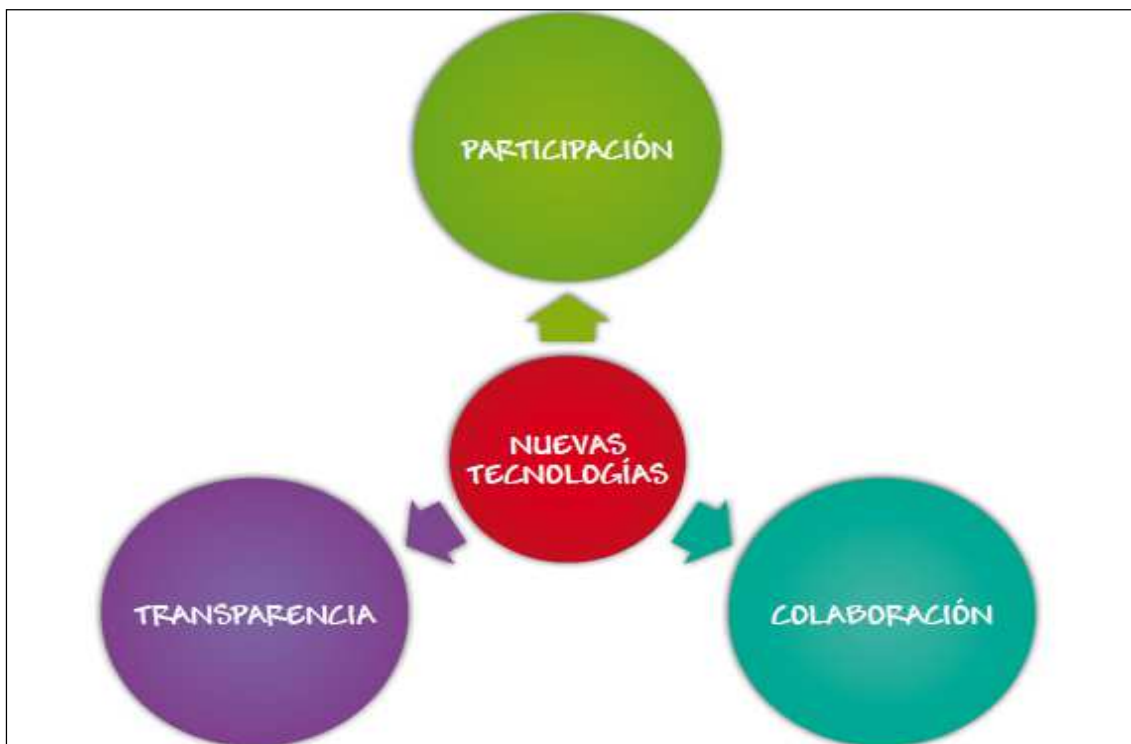 PARTICIPACIÓN
NUEVAS
TECNOLOGÍAS
TRANSPARENCIA
COLABORACIÓN